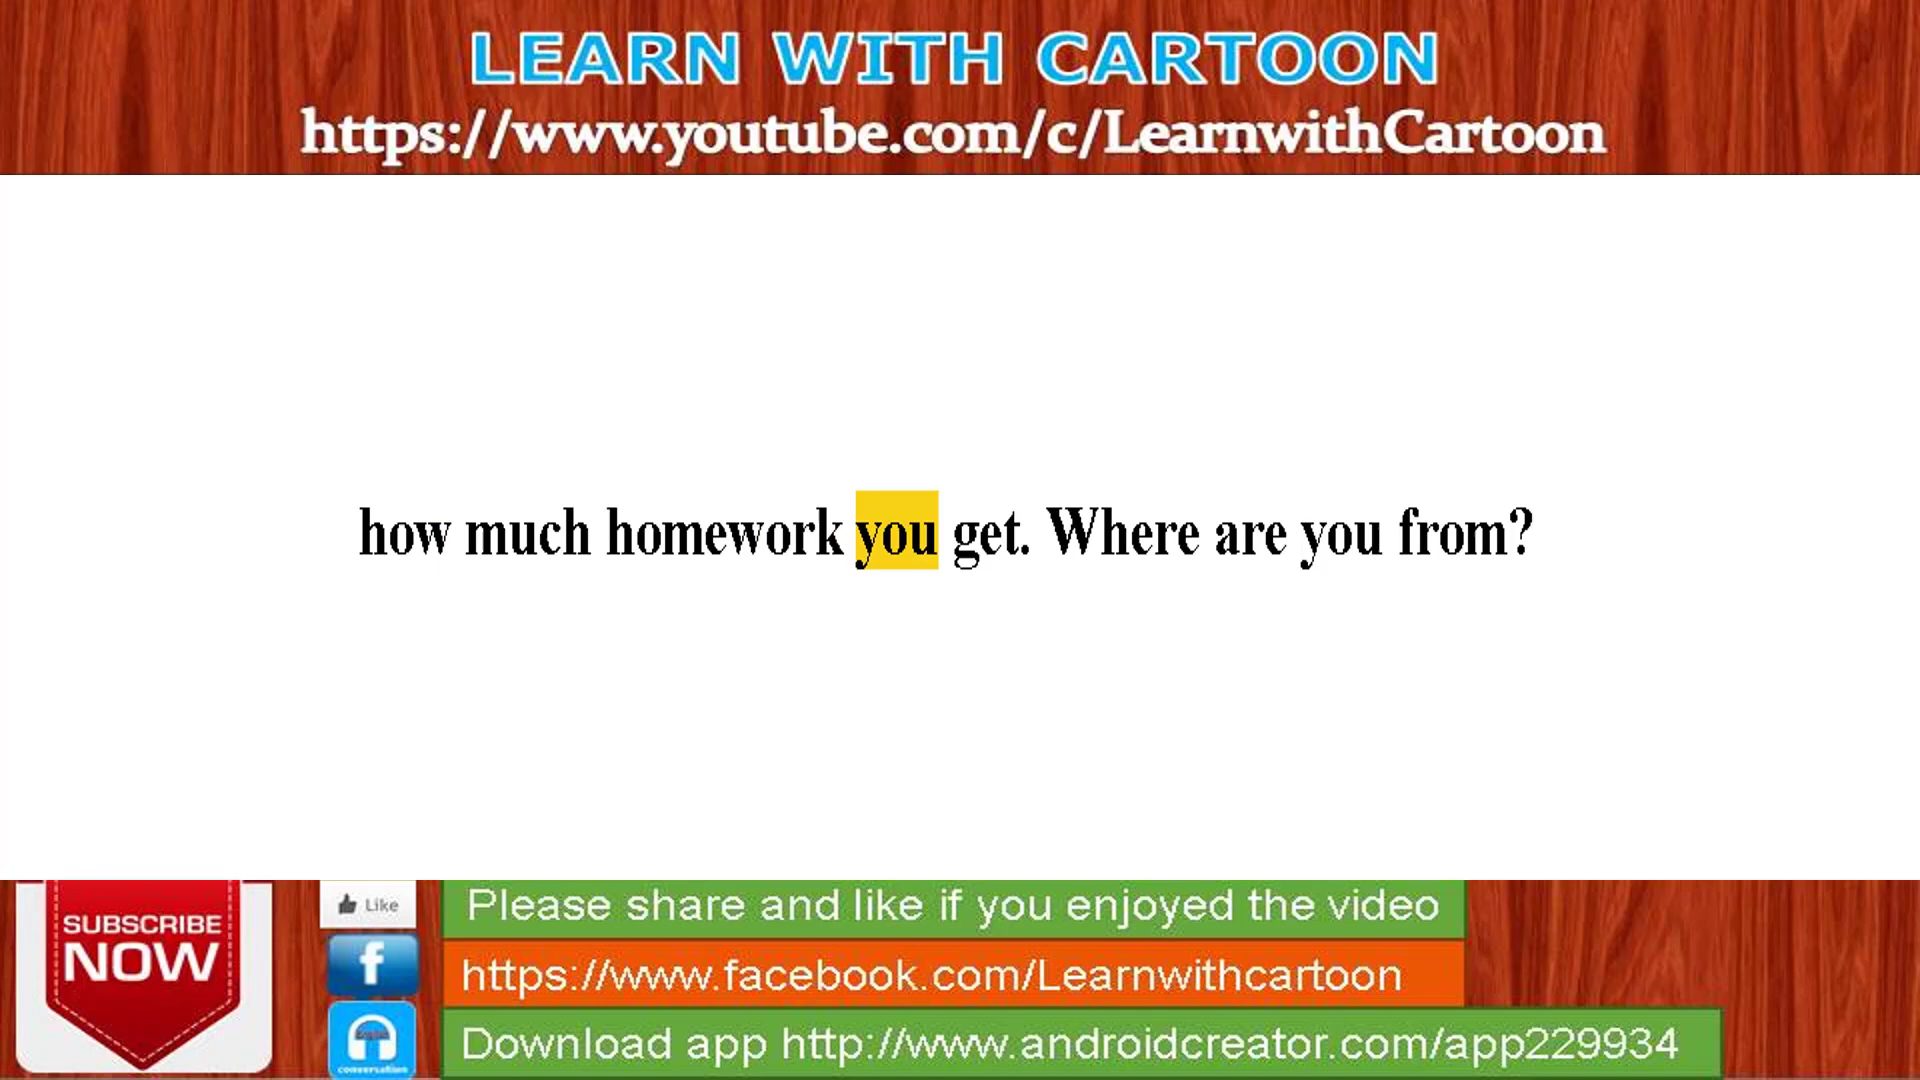 LEARN WITH CARTOON
https://www.youtube.com/c/LearnwithCartoon
how much homework you get. Where are you from?
SUBSCRIBE
NOW
Like
Please share and like if you enjoyed the video
f
https://www.facebook.com/Learnwithcartoon
English
conversation
Download app http://www.androidcreator.com/app229934